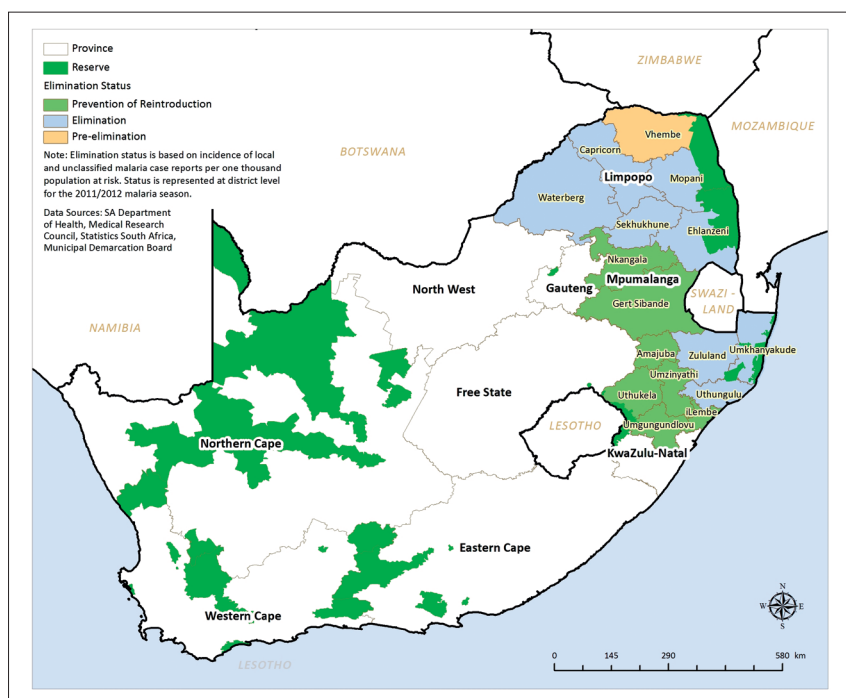 Province
Reserve
Elimination Status
Prevention of Reintroduction
Elimination
Pre-elimination
Note: Elimination status is based on incidence of local
and unclassified malaria case reports per one thousand
population at risk. Status is represented at district level
for the 2011/2012 malaria season.
Data Sources: SA Department
of Health, Medical Research
Council, Statistics South Africa,
Municipal Demarcation Board
ZIMBABWE
MOZAMBIQUE
BOTSWANA
NAMIBIA
Vhembe
Capricorn
Limpopo
Mopani
Waterberg
Sekhukhune
Ehlanzeni
Nkangala
Mpumalanga
North West
Gauteng
Gert Sibande
SWAZI -
LAND
Amajuba
Zululand
Umkhanyakude
Umzinyathi
Free State
Uthukela
Uthungulu
iLembe
LESOTHO
Umgungundlovu
Northern Cape
KwaZulu-Natal
Eastern Cape
Western Cape
LESOTHO
N
W
E
S
0 145 290 580 km